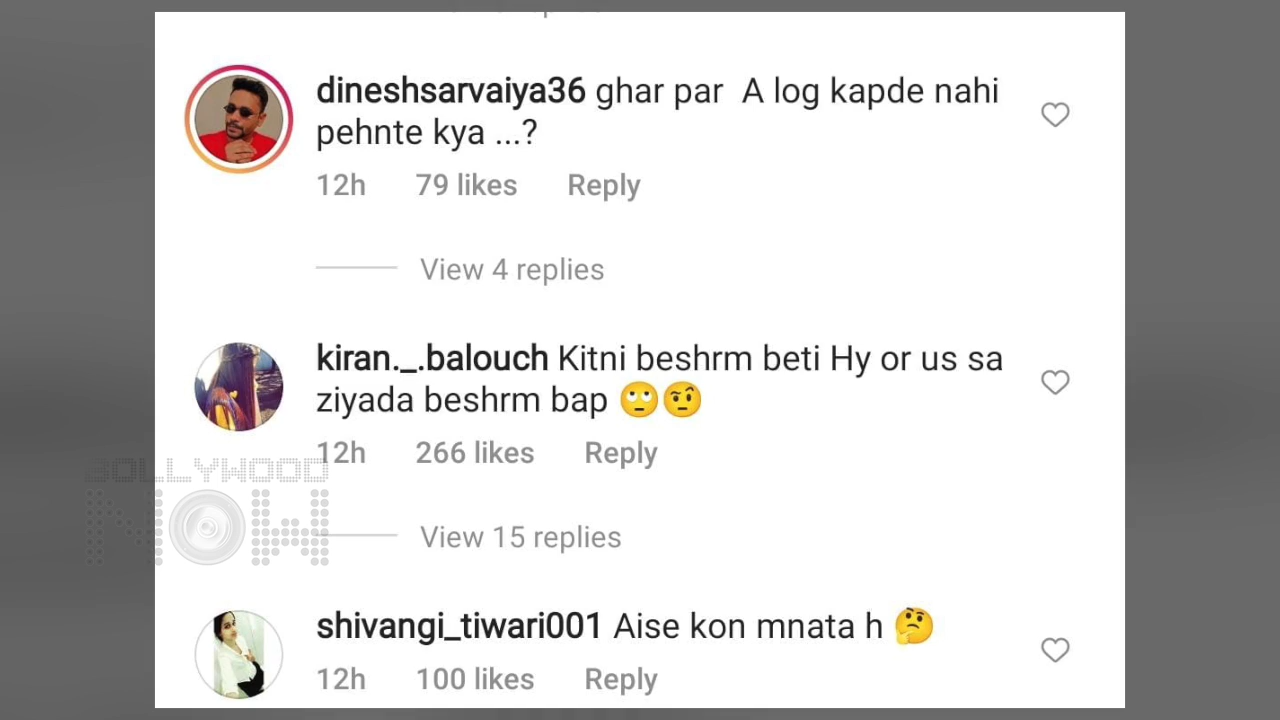 dineshsarvaiya36 ghar par A log kapde nahi
pehnte kya ...?
12h 79 likes Reply
View 4 replies
kiran._.balouch Kitni beshrm beti Hy or us sa
ziyada beshrm bap 🙄🤨
12h 266 likes Reply
BOLLYWOOD
NOW
View 15 replies
shivangi_tiwari001 Aise kon mnata h 🤔
12h 100 likes Reply